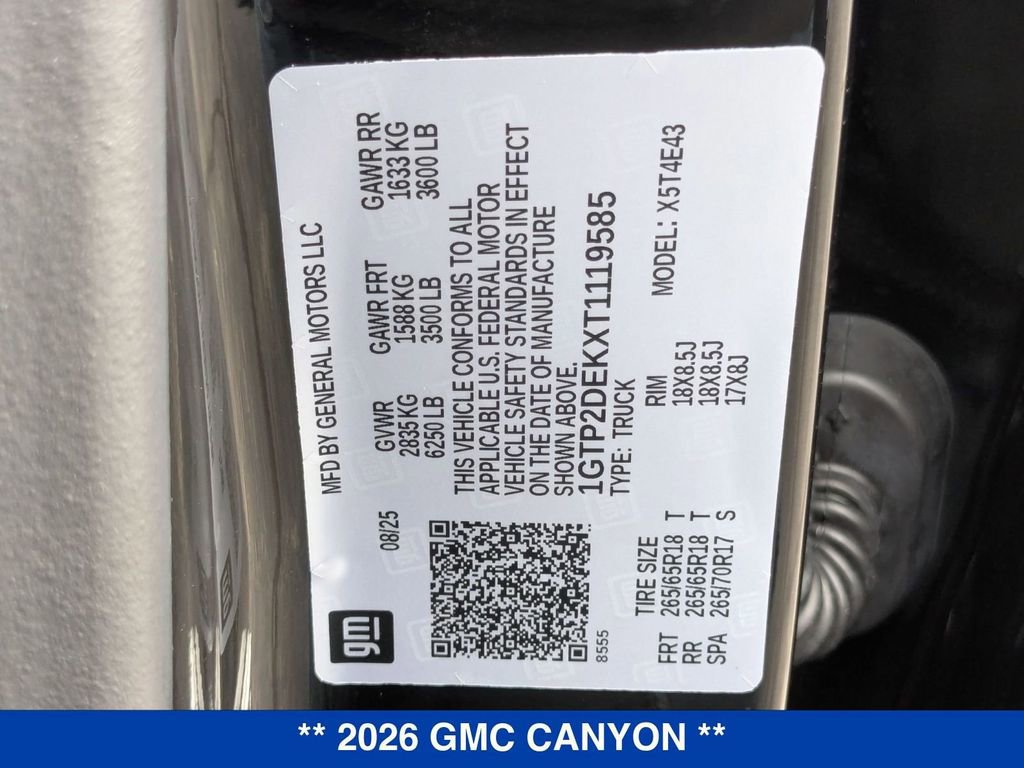 gm
MFD BY GENERAL MOTORS LLC
08/25
GVWR GAWR FRT GAWR RR
2835 KG 1588 KG 1633 KG
6250 LB 3500 LB 3600 LB
THIS VEHICLE CONFORMS TO ALL
APPLICABLE U.S. FEDERAL MOTOR
VEHICLE SAFETY STANDARDS IN EFFECT
ON THE DATE OF MANUFACTURE
SHOWN ABOVE.
1GTP2DEKXT1119585
TYPE: TRUCK
8555
MODEL: X5T4E43
TIRE SIZE RIM
FRT 265/65R18 T 18X8.5J
RR 265/65R18 T 18X8.5J
SPA 265/70R17 S 17X8J
** 2026 GMC CANYON **